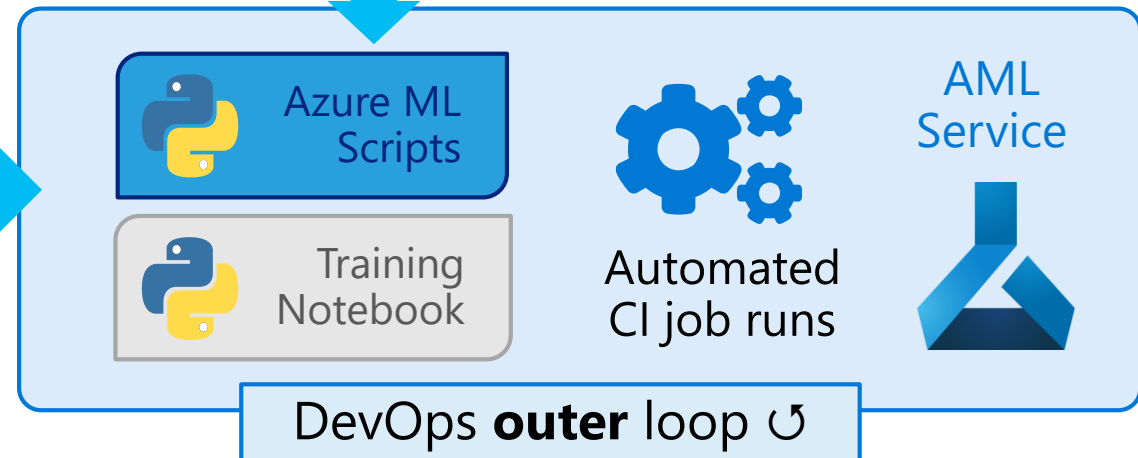 Azure ML
Scripts
Training
Notebook
Automated
CI job runs
AML
Service
DevOps outer loop ↺